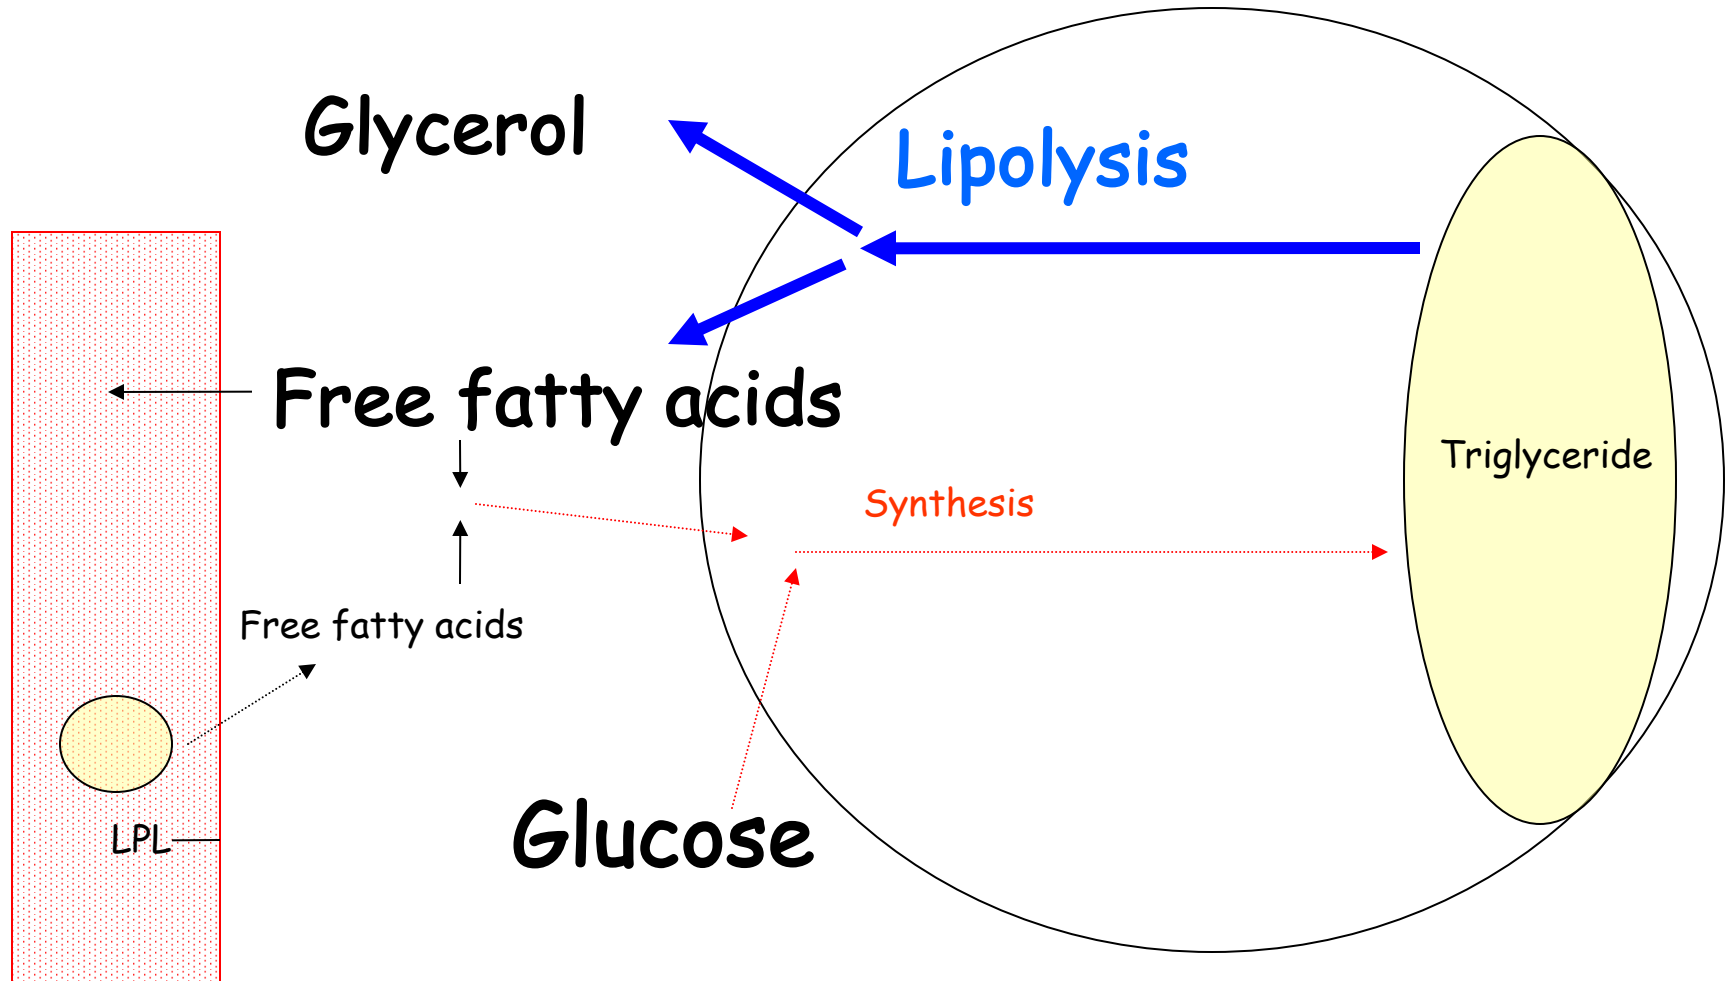 Glycerol
Lipolysis
Free fatty acids
Triglyceride
Synthesis
Free fatty acids
LPL
Glucose